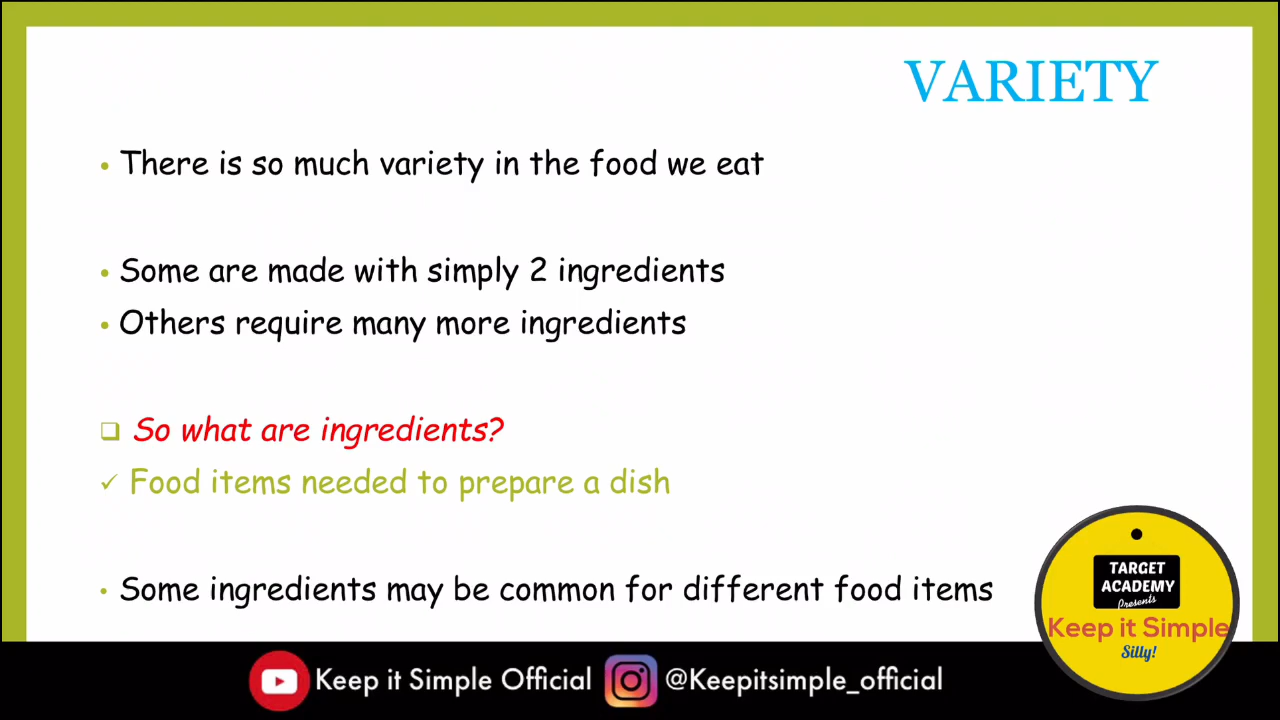 VARIETY
• There is so much variety in the food we eat
• Some are made with simply 2 ingredients
• Others require many more ingredients
❑ So what are ingredients?
✓ Food items needed to prepare a dish
• Some ingredients may be common for different food items
TARGET
ACADEMY
Presents
Keep it Simple
Silly!
Keep it Simple Official @Keepitsimple_official